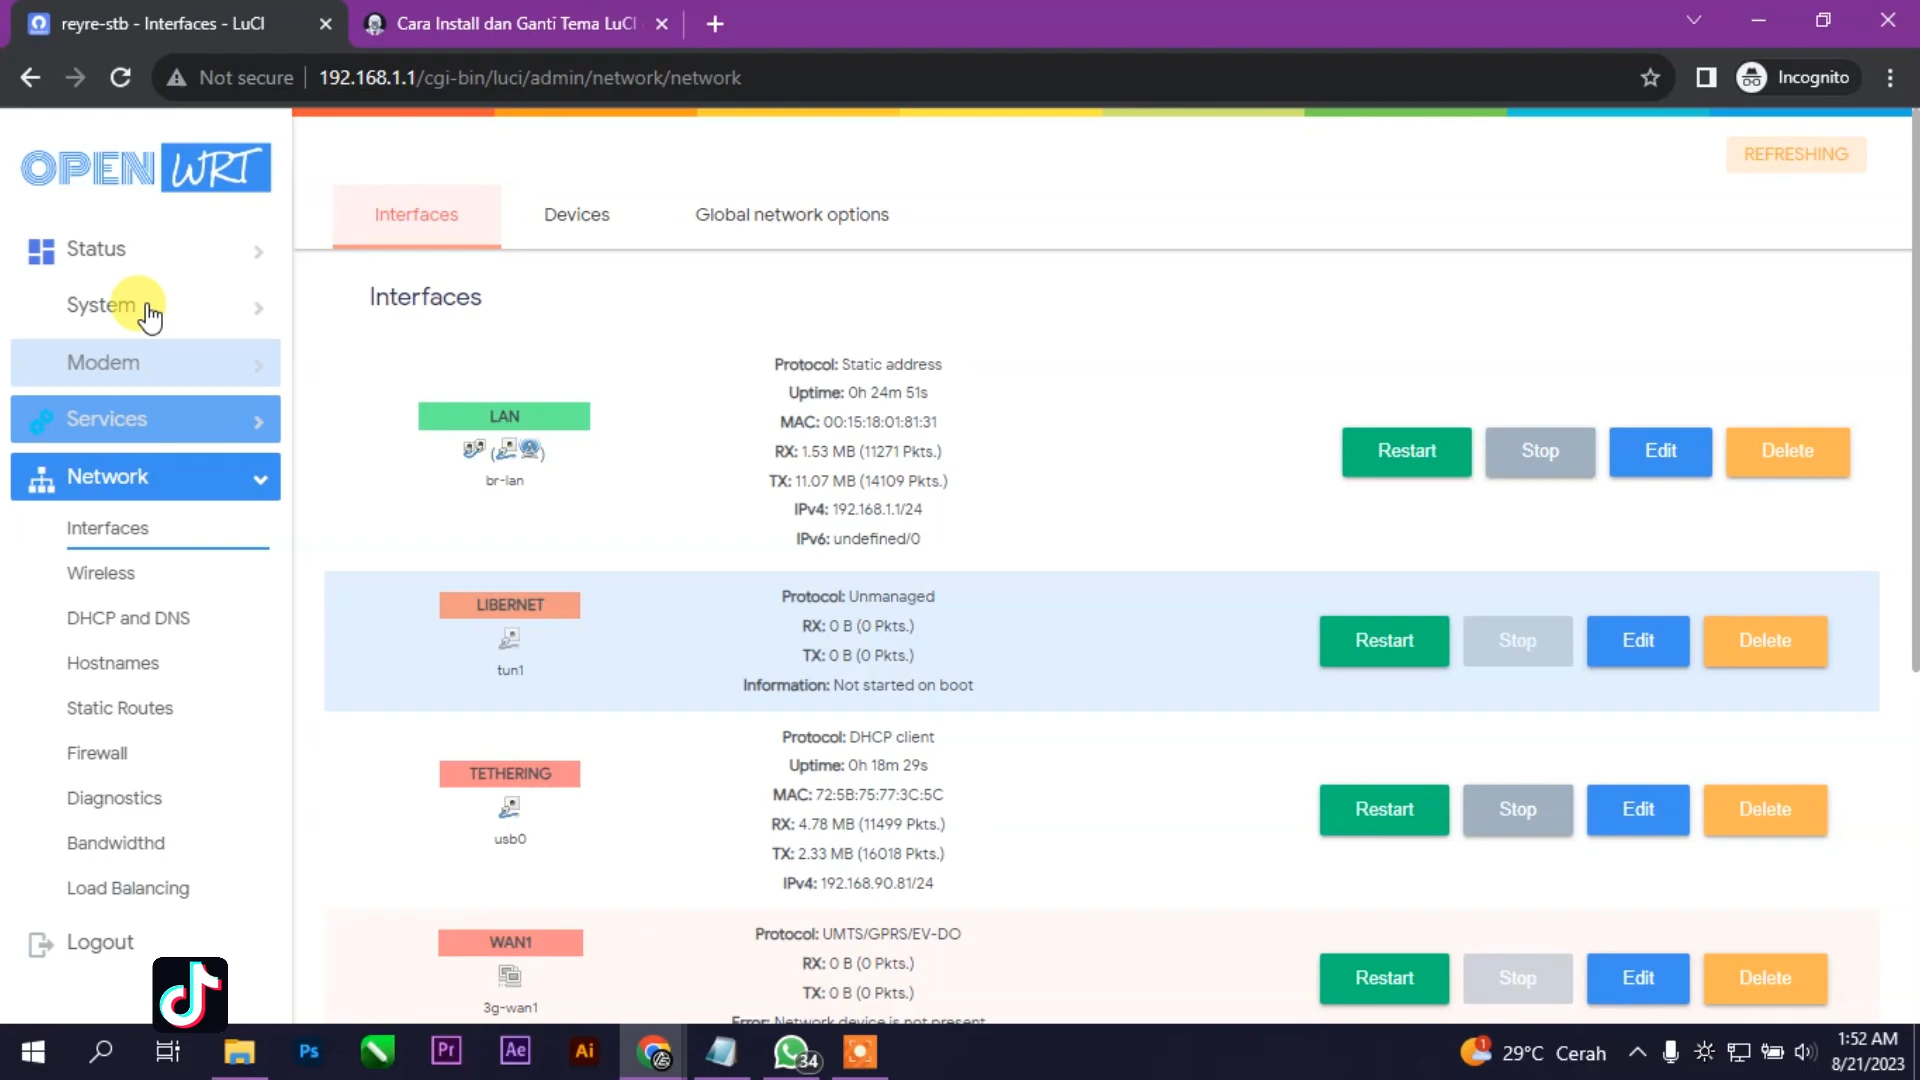 reyre-stb - Interfaces - LuCI
Cara Install dan Ganti Tema LuCI
Not secure
192.168.1.1/cgi-bin/luci/admin/network/network
Incognito
OPEN WRT
REFRESHING
Interfaces
Devices
Global network options
Status
System
Modem
Services
Network
Interfaces
Wireless
DHCP and DNS
Hostnames
Static Routes
Firewall
Diagnostics
Bandwidthd
Load Balancing
Logout
Interfaces
LAN
br-lan
Protocol: Static address
Uptime: 0h 24m 51s
MAC: 00:15:18:01:81:31
RX: 1.53 MB (11271 Pkts.)
TX: 11.07 MB (14109 Pkts.)
IPv4: 192.168.1.1/24
IPv6: undefined/0
Restart
Stop
Edit
Delete
LIBERNET
tun1
Protocol: Unmanaged
RX: 0 B (0 Pkts.)
TX: 0 B (0 Pkts.)
Information: Not started on boot
Restart
Stop
Edit
Delete
TETHERING
usb0
Protocol: DHCP client
Uptime: 0h 18m 29s
MAC: 72:5B:75:77:3C:5C
RX: 4.78 MB (11499 Pkts.)
TX: 2.33 MB (16018 Pkts.)
IPv4: 192.168.90.81/24
Restart
Stop
Edit
Delete
WAN1
3g-wan1
Protocol: UMTS/GPRS/EV-DO
RX: 0 B (0 Pkts.)
TX: 0 B (0 Pkts.)
Error: Network device is not present
Restart
Stop
Edit
Delete
Ps
Pr
Ae
Ai
34
1
29°C Cerah
1:52 AM
8/21/2023